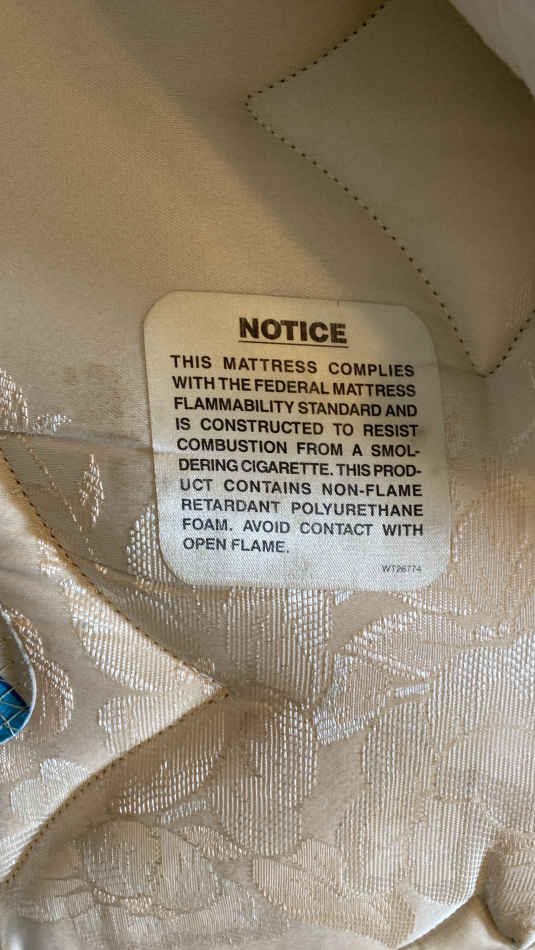 NOTICE
THIS MATTRESS COMPLIES
WITH THE FEDERAL MATTRESS
FLAMMABILITY STANDARD AND
IS CONSTRUCTED TO RESIST
COMBUSTION FROM A SMOL-
DERING CIGARETTE. THIS PROD-
UCT CONTAINS NON-FLAME
RETARDANT POLYURETHANE
FOAM. AVOID CONTACT WITH
OPEN FLAME.
WT26774